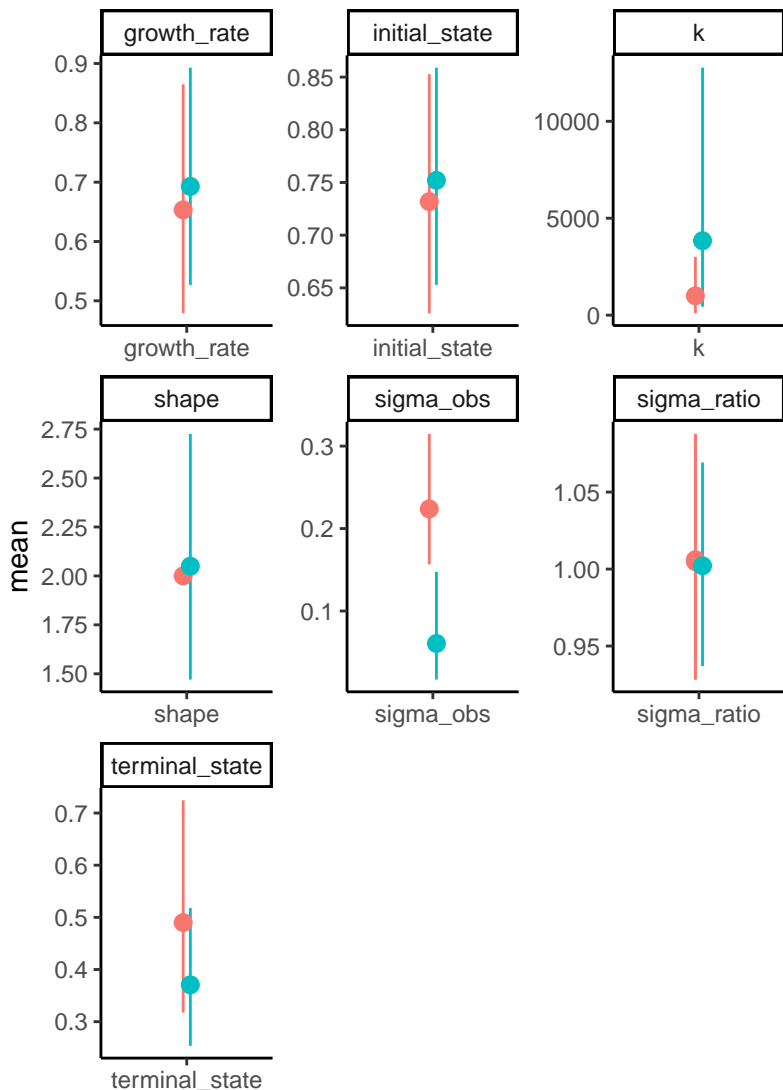 growth_rate
initial_state
k
0.9
0.8
0.7
0.6
0.5
growth_rate
0.85
0.80
0.75
0.70
0.65
initial_state
10000
5000
0
k
mean
shape
sigma_obs
sigma_ratio
2.75
2.50
2.25
2.00
1.75
1.50
shape
0.3
0.2
0.1
sigma_obs
1.05
1.00
0.95
sigma_ratio
terminal_state
0.7
0.6
0.5
0.4
0.3
terminal_state